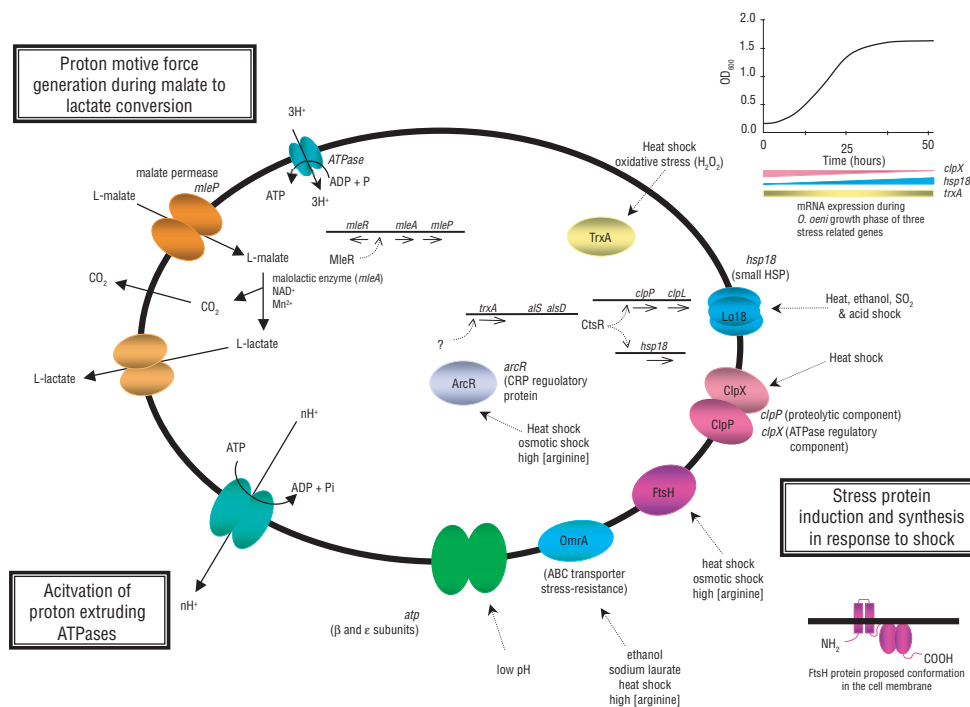 Proton motive force
generation during malate to
lactate conversion
3H⁺
ATPase
ADP + P
ATP
3H⁺
malate permease
mleP
L-malate
L-malate
malolactic enzyme (mleA)
NAD⁺
Mn²⁺
CO₂
CO₂
L-lactate
L-lactate
mleR mleA mleP
MleR
Heat shock
oxidative stress (H₂O₂)
TrxA
OD₆₀₀
2.0
1.5
1.0
0.5
0.0
0 25 50
Time (hours)
clpX
hsp18
trxA
mRNA expression during
O. oeni growth phase of three
stress related genes
hsp18
(small HSP)
Lo18
Heat, ethanol, SO₂
& acid shock
trxA alS alsD
?
clpP clpL
CtsR
hsp18
ArcR
arcR
(CRP reguolatory
protein
Heat shock
osmotic shock
high [arginine]
Heat shock
ClpX
ClpP
clpP (proteolytic component)
clpX (ATPase regulatory
component)
nH⁺
ATP
ADP + Pi
nH⁺
Acitvation of
proton extruding
ATPases
atp
(β and ε subunits)
low pH
OmrA
(ABC transporter
stress-resistance)
ethanol
sodium laurate
heat shock
high [arginine]
FtsH
heat shock
osmotic shock
high [arginine]
Stress protein
induction and synthesis
in response to shock
NH₂
COOH
FtsH protein proposed conformation
in the cell membrane